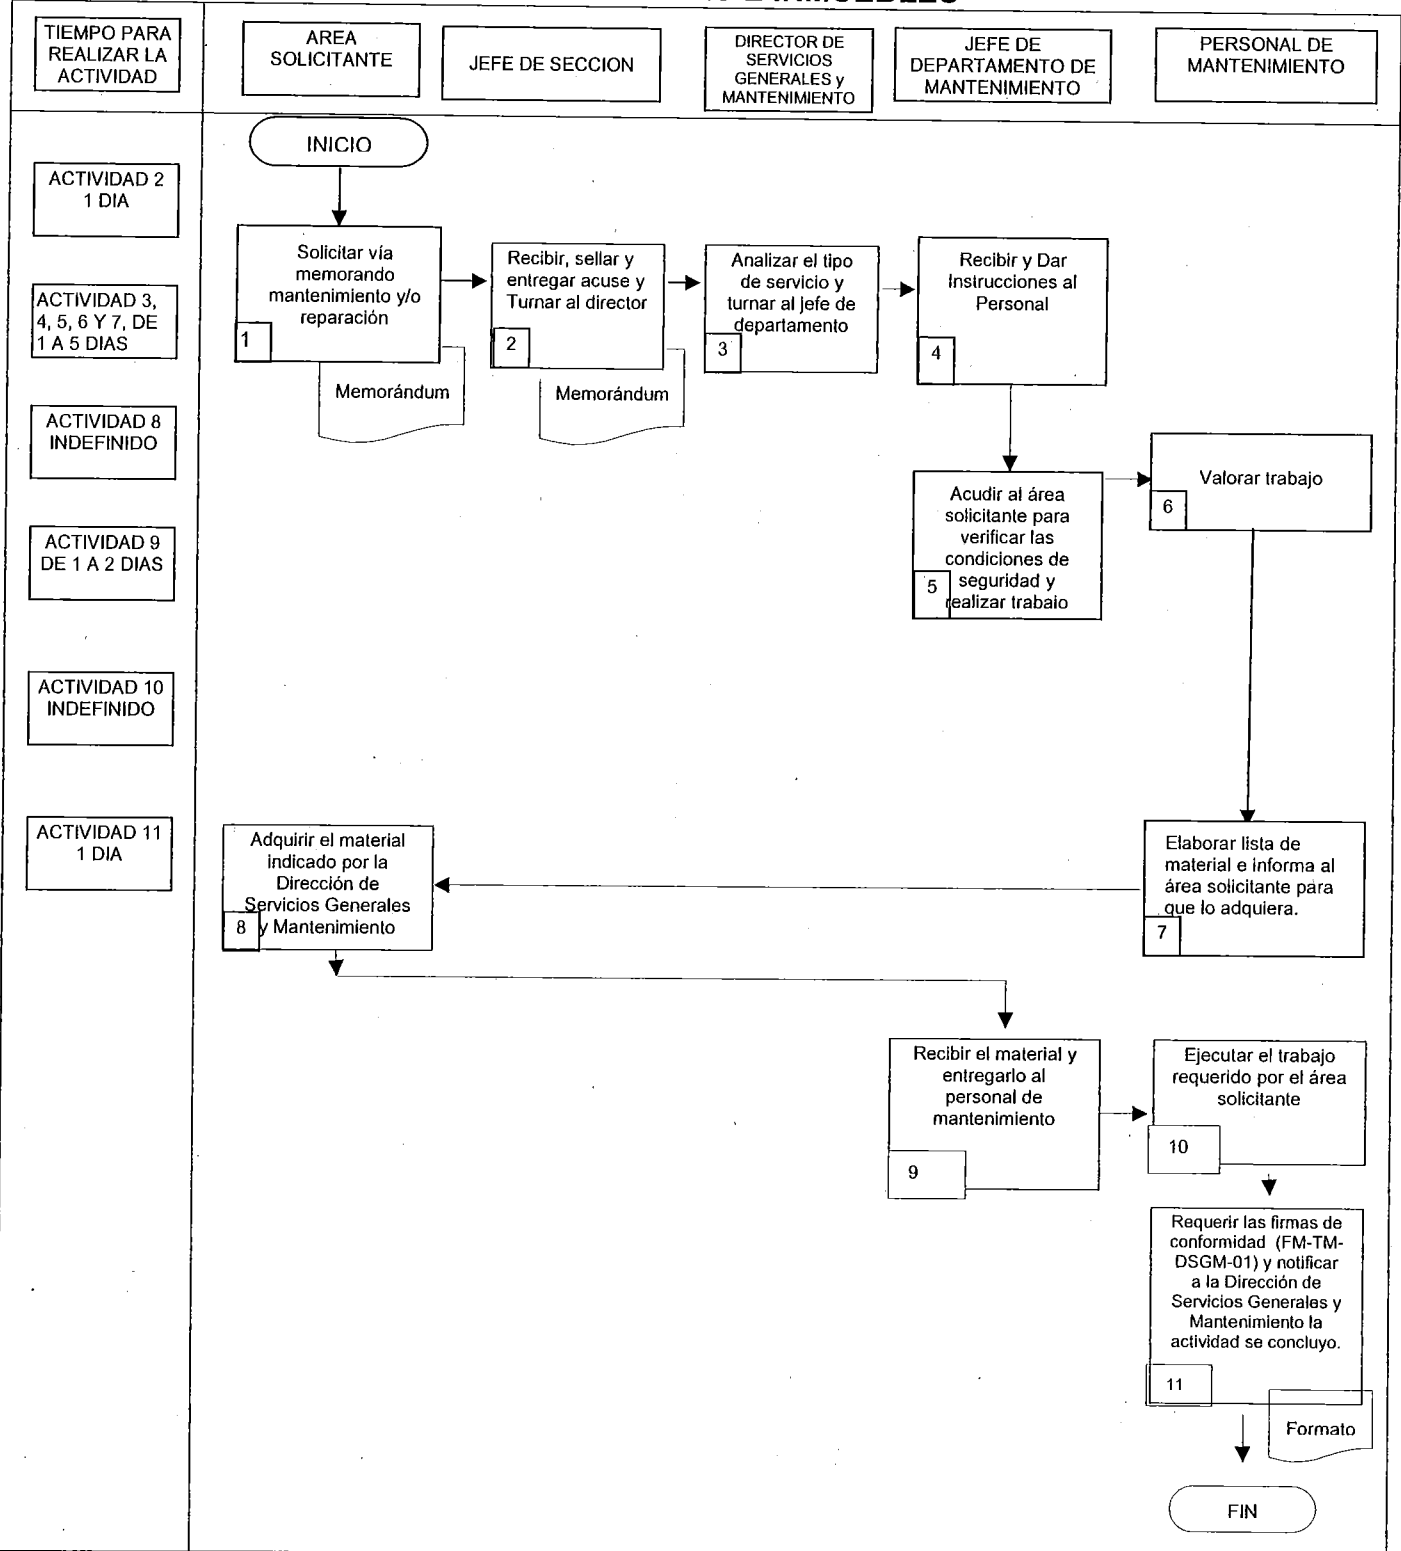 TIEMPO PARA
REALIZAR LA
ACTIVIDAD
AREA
SOLICITANTE
JEFE DE SECCION
DIRECTOR DE
SERVICIOS
GENERALES y
MANTENIMIENTO
JEFE DE
DEPARTAMENTO DE
MANTENIMIENTO
PERSONAL DE
MANTENIMIENTO
INICIO
ACTIVIDAD 2
1 DIA
Solicitar vía
memorando
mantenimiento y/o
reparación
1
Memorándum
Recibir, sellar y
entregar acuse y
Turnar al director
2
Memorándum
Analizar el tipo
de servicio y
turnar al jefe de
departamento
3
Recibir y Dar
Instrucciones al
Personal
4
ACTIVIDAD 3,
4, 5, 6 Y 7, DE
1 A 5 DIAS
ACTIVIDAD 8
INDEFINIDO
Acudir al área
solicitante para
verificar las
condiciones de
seguridad y
realizar trabajo
5
Valorar trabajo
6
ACTIVIDAD 9
DE 1 A 2 DIAS
ACTIVIDAD 10
INDEFINIDO
ACTIVIDAD 11
1 DIA
Elaborar lista de
material e informa al
área solicitante para
que lo adquiera.
7
Adquirir el material
indicado por la
Dirección de
Servicios Generales
y Mantenimiento
8
Recibir el material y
entregarlo al
personal de
mantenimiento
9
Ejecutar el trabajo
requerido por el área
solicitante
10
Requerir las firmas de
conformidad (FM-TM-
DSGM-01) y notificar
a la Dirección de
Servicios Generales y
Mantenimiento la
actividad se concluyo.
11
Formato
FIN